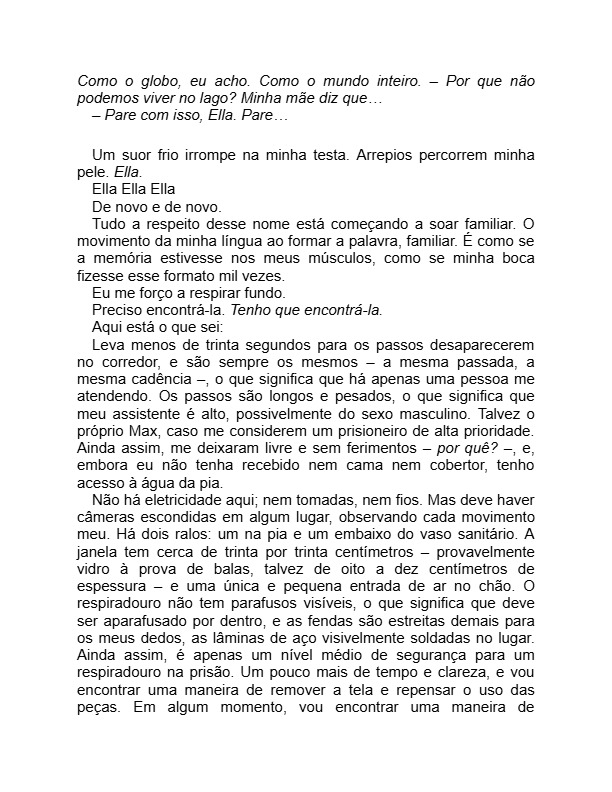 Como o globo, eu acho. Como o mundo inteiro. – Por que não
podemos viver no lago? Minha mãe diz que…
– Pare com isso, Ella. Pare…
Um suor frio irrompe na minha testa. Arrepios percorrem minha
pele. Ella.
Ella Ella Ella
De novo e de novo.
Tudo a respeito desse nome está começando a soar familiar. O
movimento da minha língua ao formar a palavra, familiar. É como se
a memória estivesse nos meus músculos, como se minha boca
fizesse esse formato mil vezes.
Eu me forço a respirar fundo.
Preciso encontrá-la. Tenho que encontrá-la.
Aqui está o que sei:
Leva menos de trinta segundos para os passos desaparecerem
no corredor, e são sempre os mesmos – a mesma passada, a
mesma cadência –, o que significa que há apenas uma pessoa me
atendendo. Os passos são longos e pesados, o que significa que
meu assistente é alto, possivelmente do sexo masculino. Talvez o
próprio Max, caso me considerem um prisioneiro de alta prioridade.
Ainda assim, me deixaram livre e sem ferimentos – por quê? –, e,
embora eu não tenha recebido nem cama nem cobertor, tenho
acesso à água da pia.
Não há eletricidade aqui; nem tomadas, nem fios. Mas deve haver
câmeras escondidas em algum lugar, observando cada movimento
meu. Há dois ralos: um na pia e um embaixo do vaso sanitário. A
janela tem cerca de trinta por trinta centímetros – provavelmente
vidro à prova de balas, talvez de oito a dez centímetros de
espessura – e uma única e pequena entrada de ar no chão. O
respiradouro não tem parafusos visíveis, o que significa que deve
ser aparafusado por dentro, e as fendas são estreitas demais para
os meus dedos, as lâminas de aço visivelmente soldadas no lugar.
Ainda assim, é apenas um nível médio de segurança para um
respiradouro na prisão. Um pouco mais de tempo e clareza, e vou
encontrar uma maneira de remover a tela e repensar o uso das
peças. Em algum momento, vou encontrar uma maneira de